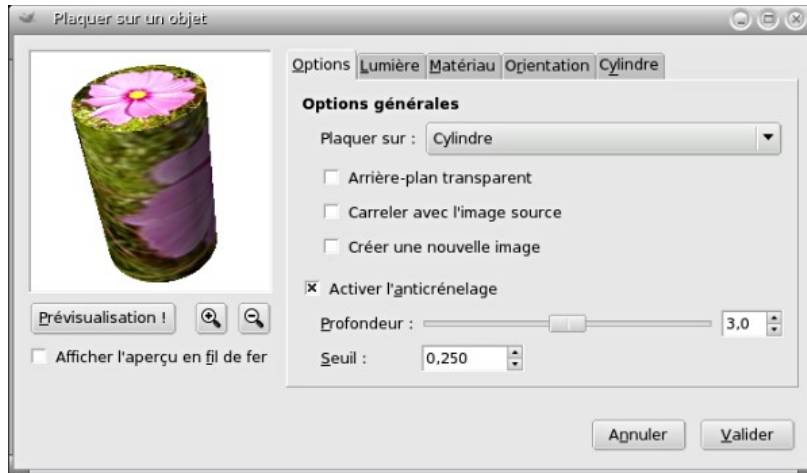 Plaquer sur un objet
Options Lumière Matériau Orientation Cylindre
Options générales
Plaquer sur : Cylindre
Arrière-plan transparent
Carreler avec l'image source
Créer une nouvelle image
Activer l'anticrénelage
Prévisualisation !
Profondeur : 3,0
Afficher l'aperçu en fil de fer
Seuil : 0,250
Annuler Valider